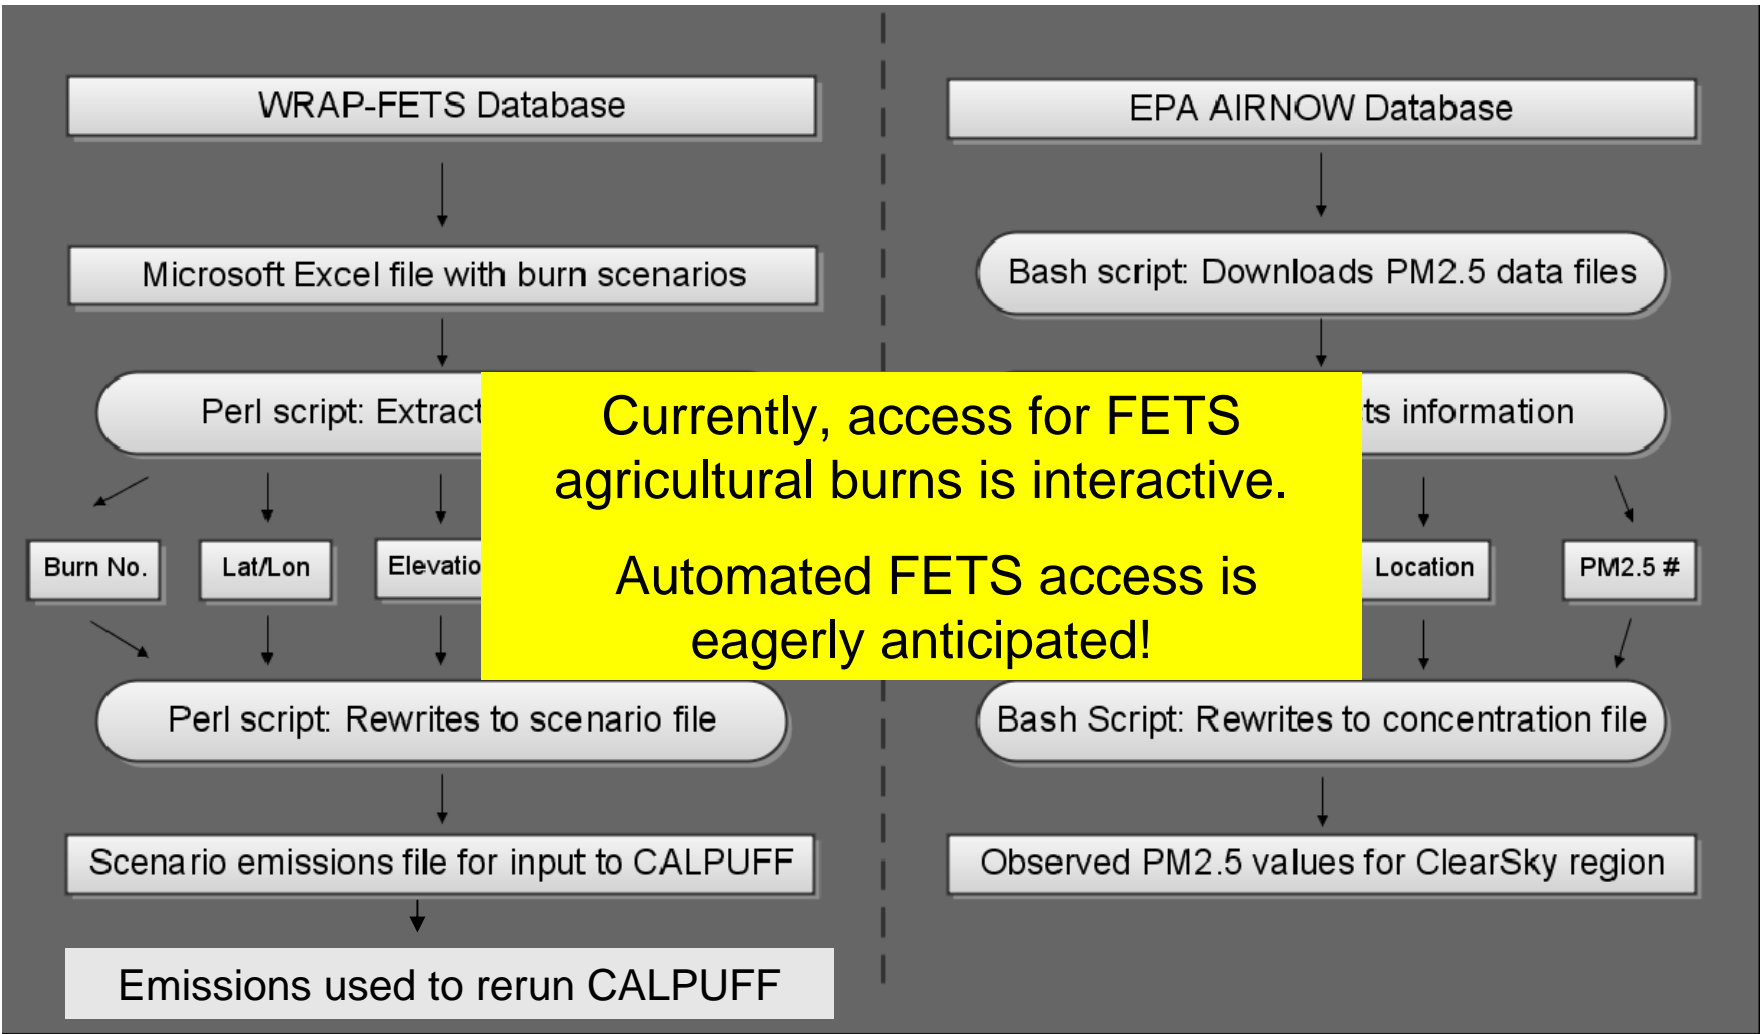 WRAP-FETS Database
Microsoft Excel file with burn scenarios
Perl script: Extract
Burn No.
Lat/Lon
Elevatio
Perl script: Rewrites to scenario file
Scenario emissions file for input to CALPUFF
Emissions used to rerun CALPUFF
Currently, access for FETS
agricultural burns is interactive.
Automated FETS access is
eagerly anticipated!
EPA AIRNOW Database
Bash script: Downloads PM2.5 data files
ts information
Location
PM2.5 #
Bash Script: Rewrites to concentration file
Observed PM2.5 values for ClearSky region